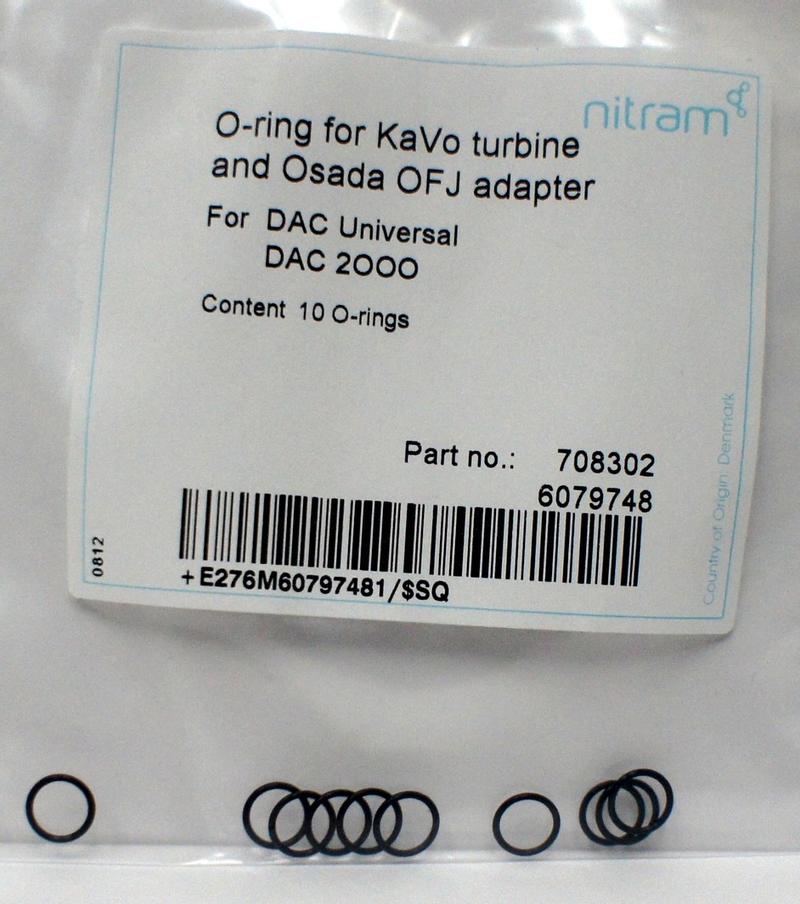 nitram
O-ring for KaVo turbine
and Osada OFJ adapter
For DAC Universal
DAC 2000
Content 10 O-rings
Part no.: 708302
6079748
+E276M60797481/$SQ
0812
Country of Origin: Denmark